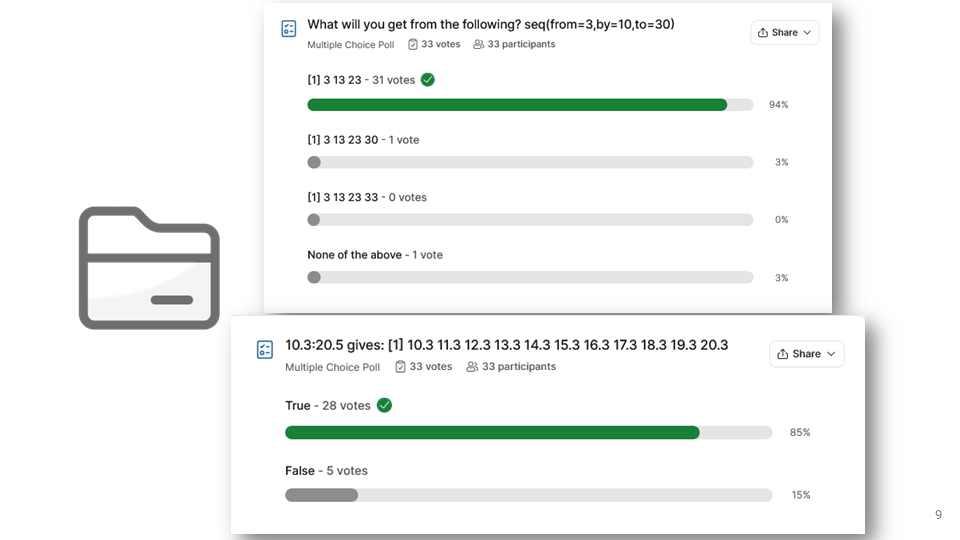 What will you get from the following? seq(from=3,by=10,to=30)
Share
Multiple Choice Poll 33 votes 33 participants
[1] 3 13 23 - 31 votes
94%
[1] 3 13 23 30 - 1 vote
3%
[1] 3 13 23 33 - 0 votes
0%
None of the above - 1 vote
3%
10.3:20.5 gives: [1] 10.3 11.3 12.3 13.3 14.3 15.3 16.3 17.3 18.3 19.3 20.3
Share
Multiple Choice Poll 33 votes 33 participants
True - 28 votes
85%
False - 5 votes
15%
9